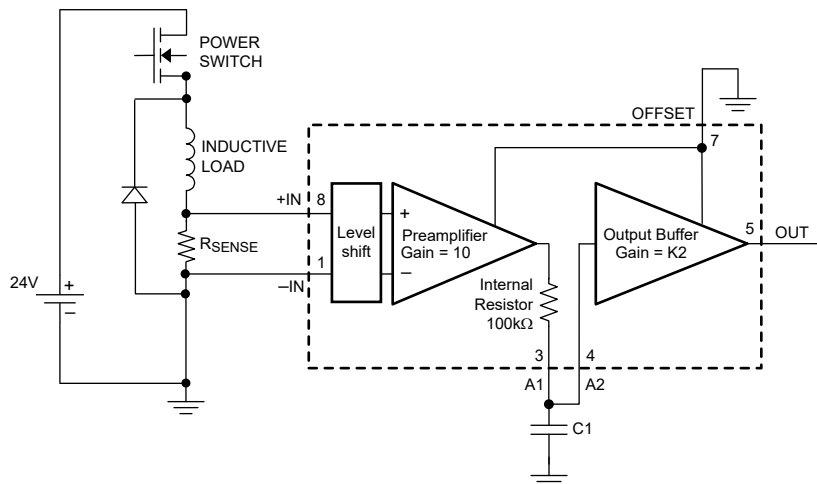 POWER
SWITCH
OFFSET
7
INDUCTIVE
LOAD
+IN
8
Level
shift
+
Preamplifier
Gain = 10
–
Output Buffer
Gain = K2
5
OUT
RSENSE
1
–IN
24V
+
–
Internal
Resistor
100kΩ
3
4
A1
A2
C1